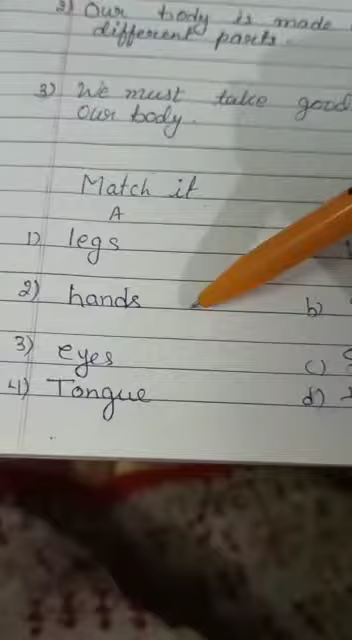 2) Our body is made
different parts.
3) We must take good
our body.
Match it
A
1) legs
2) hands b)
3) eyes c)
4) Tongue d)